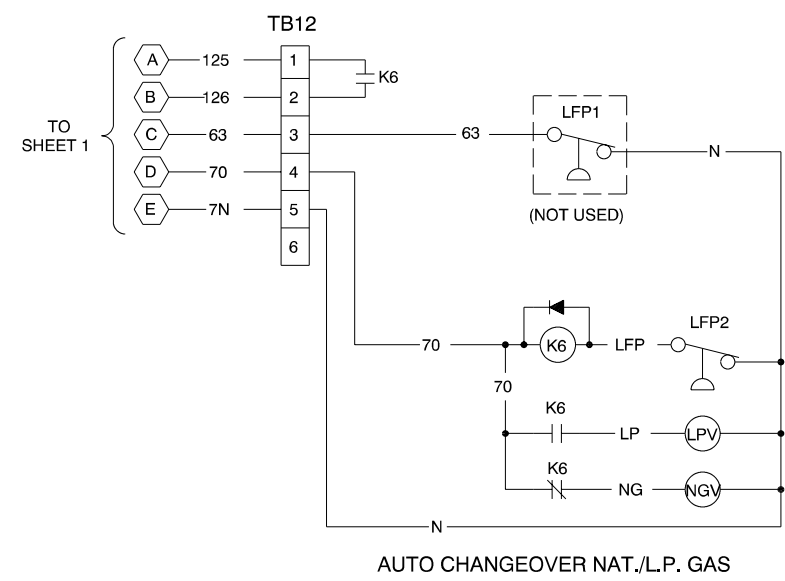 TB12
A 125 1
K6
B 126 2
LFP1
C 63 3 63
TO
SHEET 1
N
D 70 4
E 7N 5
(NOT USED)
6
LFP2
70 K6 LFP
70
K6
LP LPV
K6
NG NGV
N
AUTO CHANGEOVER NAT./L.P. GAS